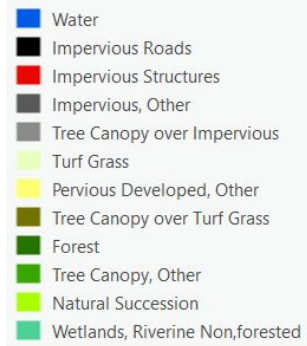 Water
Impervious Roads
Impervious Structures
Impervious, Other
Tree Canopy over Impervious
Turf Grass
Pervious Developed, Other
Tree Canopy over Turf Grass
Forest
Tree Canopy, Other
Natural Succession
Wetlands, Riverine Non,forested